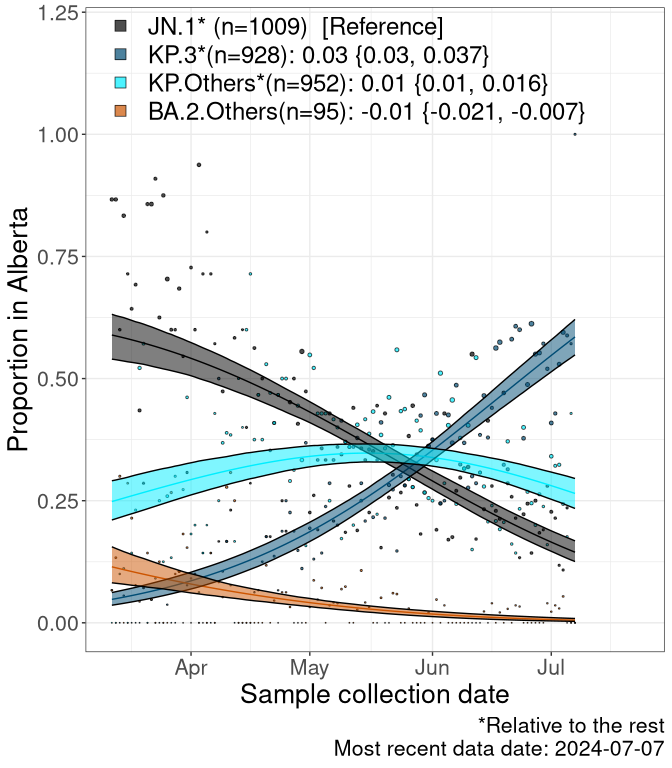 JN.1* (n=1009)  [Reference]
KP.3*(n=928): 0.03 {0.03, 0.037}
KP.Others*(n=952): 0.01 {0.01, 0.016}
BA.2.Others(n=95): -0.01 {-0.021, -0.007}
1.25
1.00
0.75
0.50
0.25
0.00
Proportion in Alberta
Apr May Jun Jul
Sample collection date
*Relative to the rest
Most recent data date: 2024-07-07